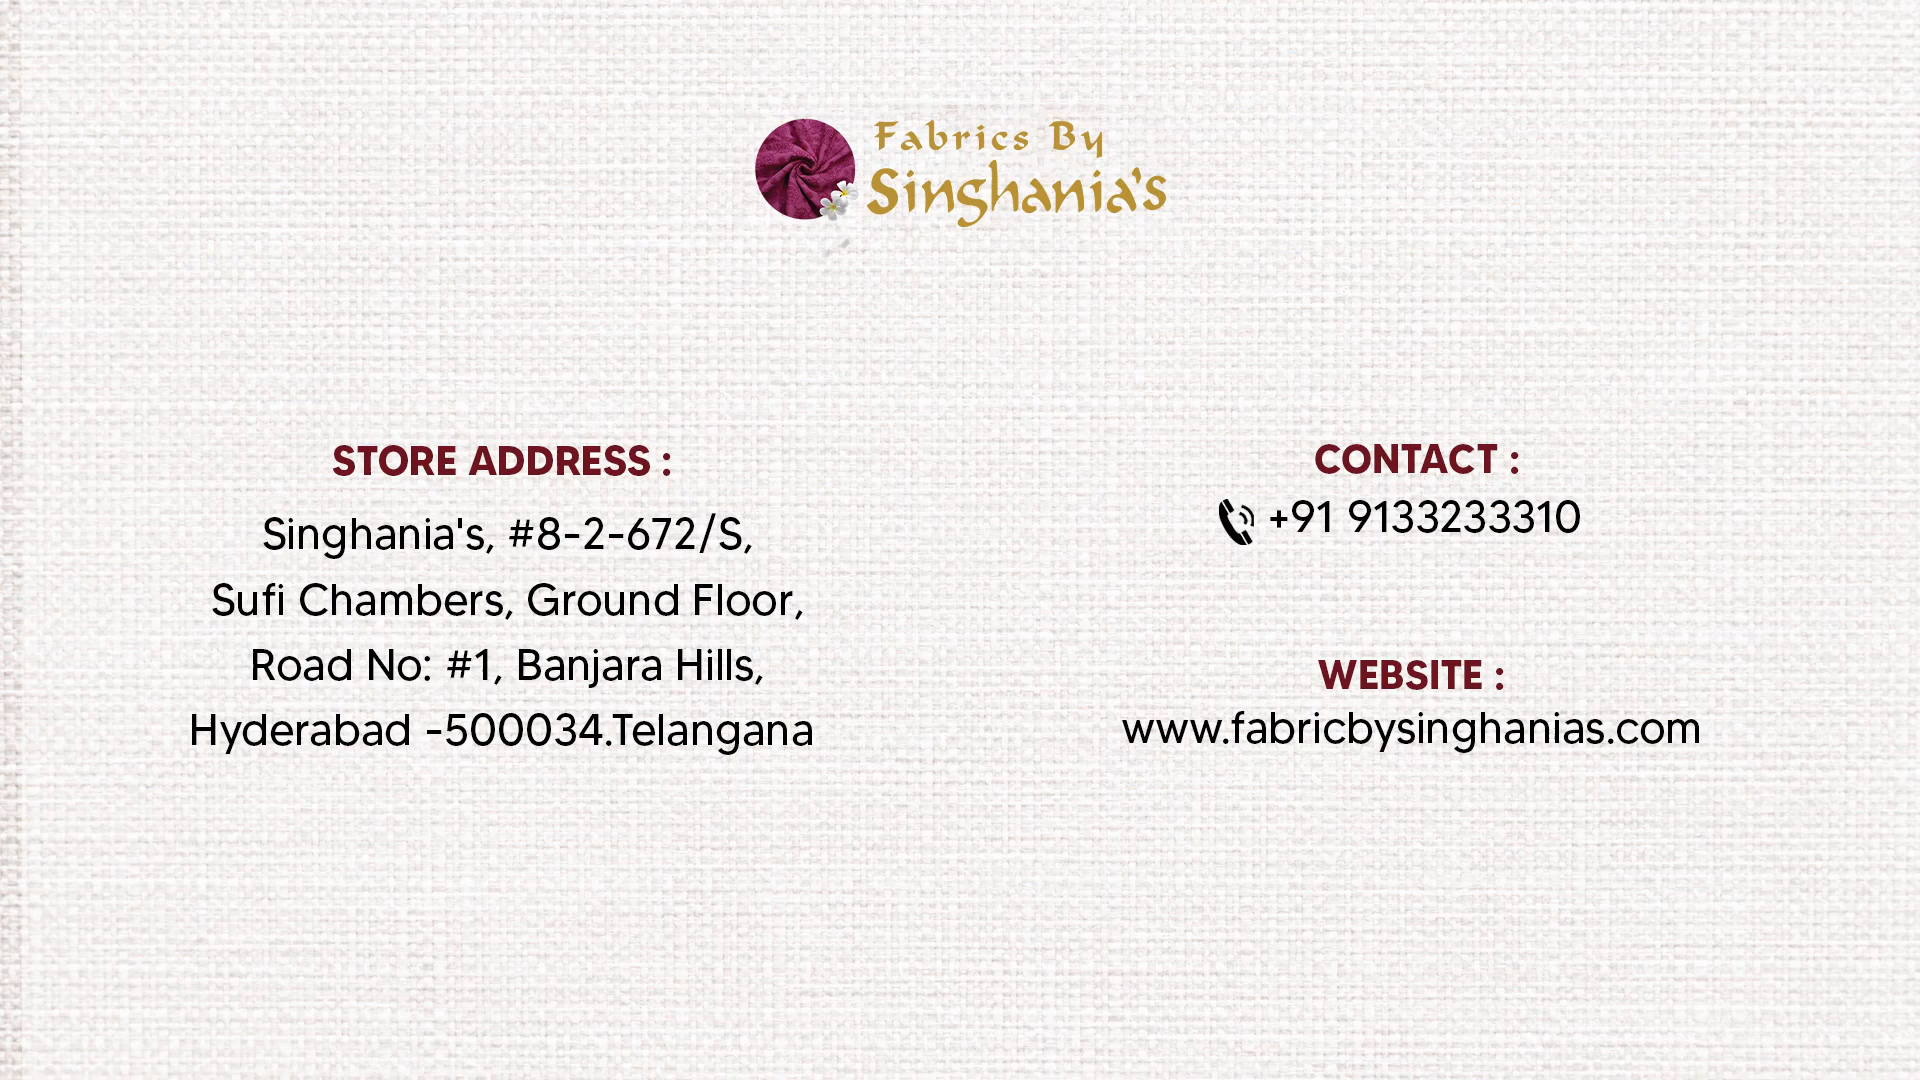 Fabrics By
Singhania's
STORE ADDRESS :
Singhania's, #8-2-672/S,
Sufi Chambers, Ground Floor,
Road No: #1, Banjara Hills,
Hyderabad -500034.Telangana
CONTACT :
+91 9133233310
WEBSITE :
www.fabricbysinghanias.com